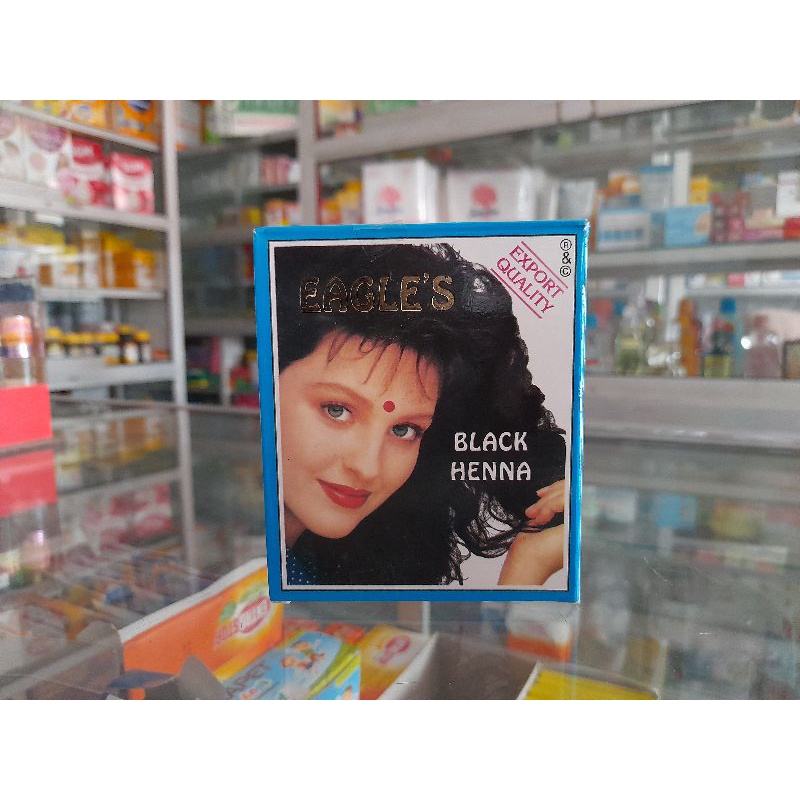 EAGLE'S
EXPORT
QUALITY
® & ©
BLACK
HENNA